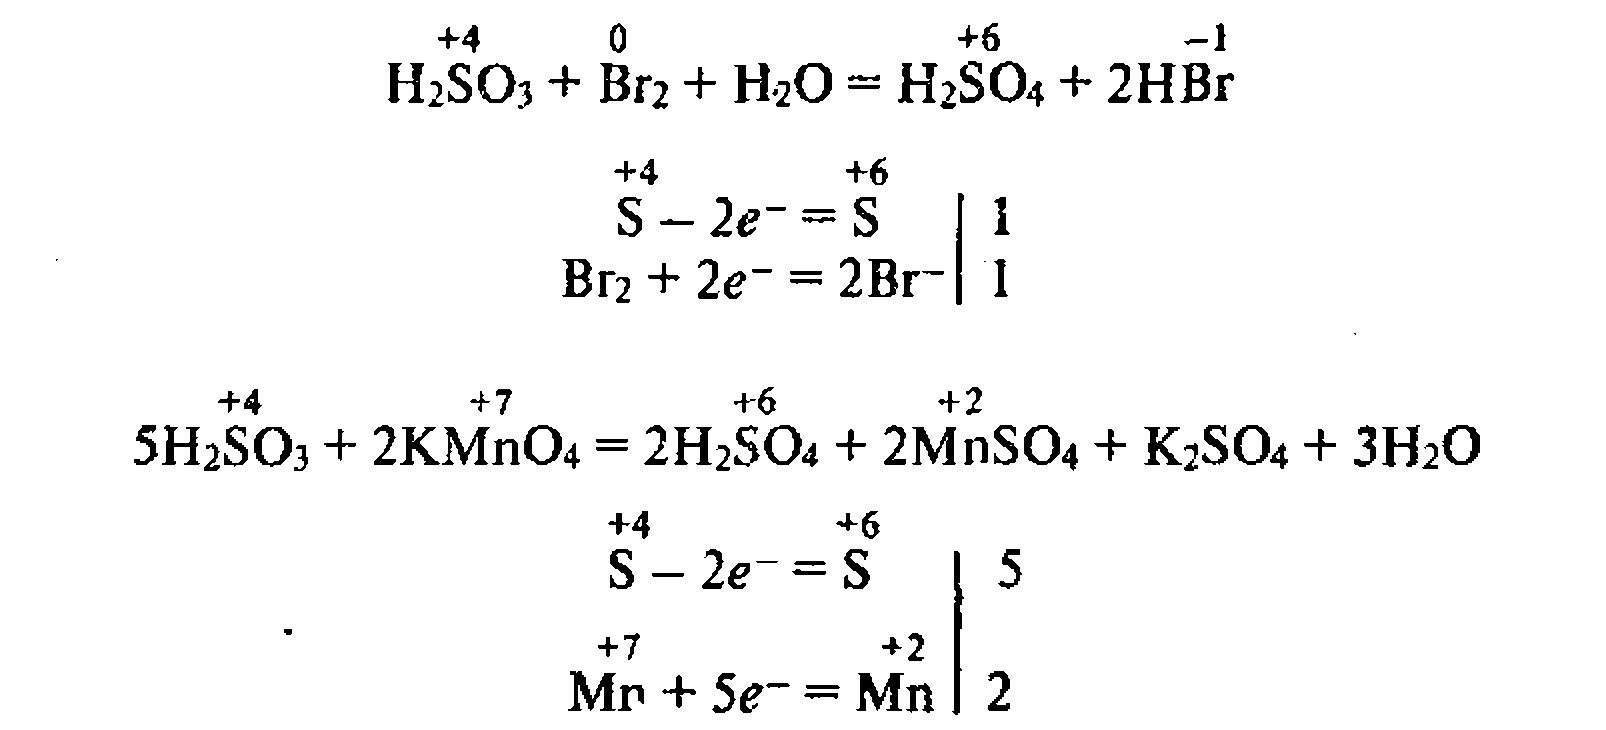 +4 0 +6 −1
H₂SO₃ + Br₂ + H₂O = H₂SO₄ + 2HBr
+4 +6
S − 2e⁻ = S | 1
Br₂ + 2e⁻ = 2Br⁻ | 1
+4 +7 +6 +2
5H₂SO₃ + 2KMnO₄ = 2H₂SO₄ + 2MnSO₄ + K₂SO₄ + 3H₂O
+4 +6
S − 2e⁻ = S | 5
+7 +2
Mn + 5e⁻ = Mn | 2